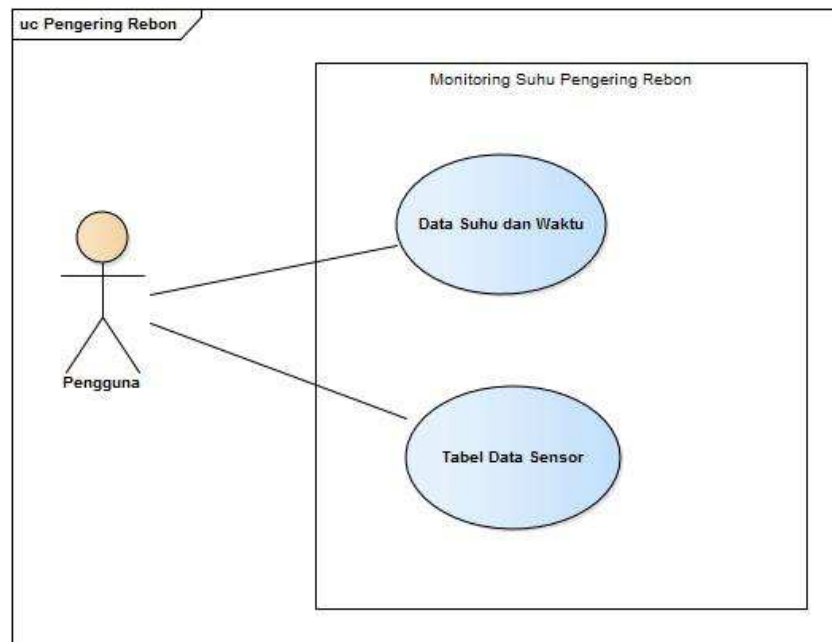 uc Pengering Rebon
Monitoring Suhu Pengering Rebon
Data Suhu dan Waktu
Pengguna
Tabel Data Sensor